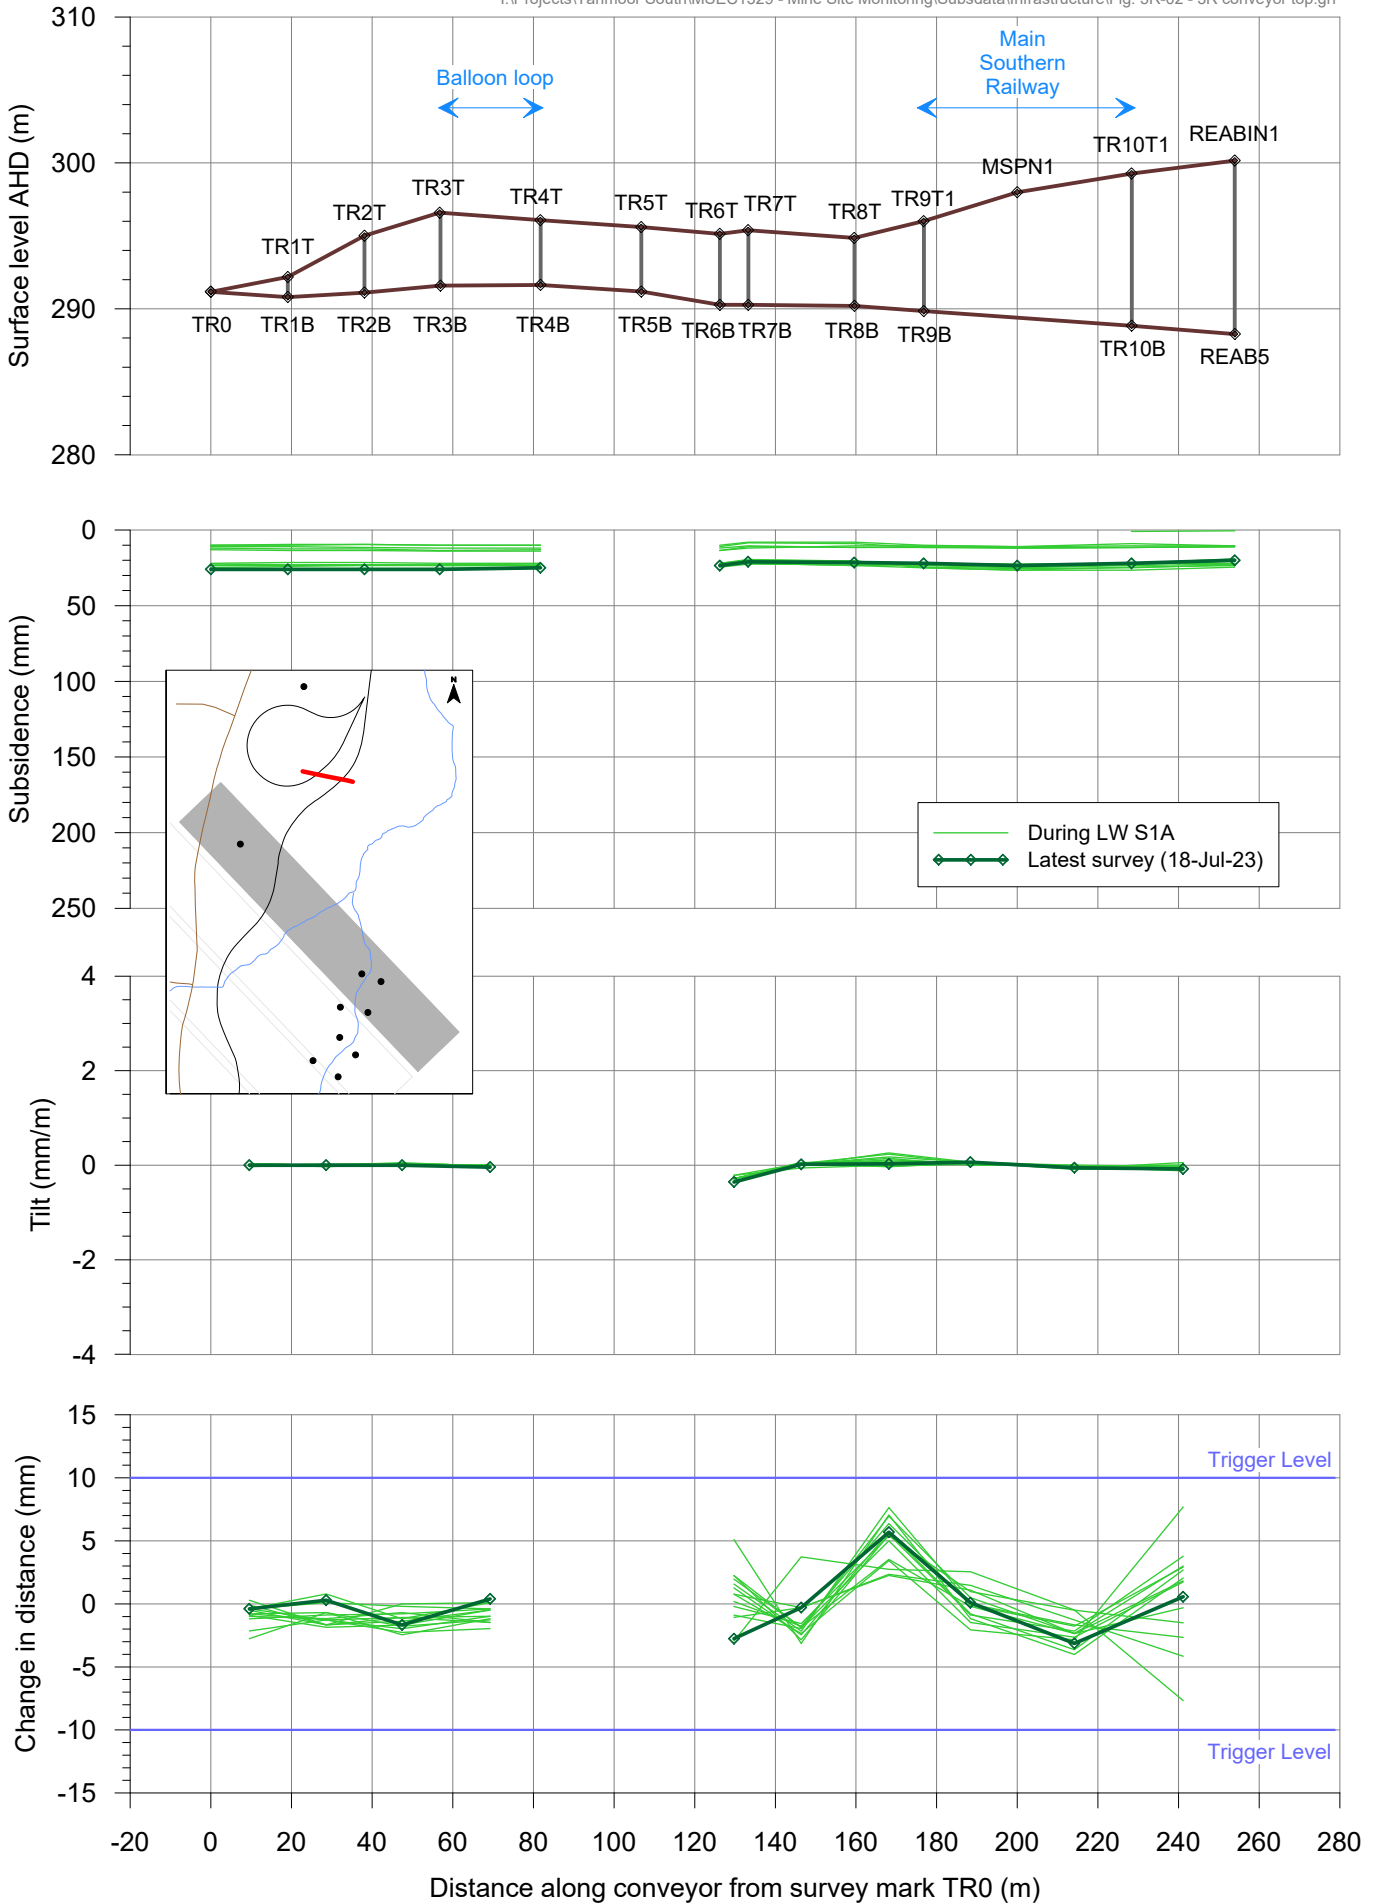 310
300
290
280
Surface level AHD (m)
Balloon loop
Main
Southern
Railway
TR1T
TR2T
TR3T
TR4T
TR5T
TR6T
TR7T
TR8T
TR9T1
MSPN1
TR10T1
REABIN1
TR0
TR1B
TR2B
TR3B
TR4B
TR5B
TR6B
TR7B
TR8B
TR9B
TR10B
REAB5
0
50
100
150
200
250
Subsidence (mm)
N
During LW S1A
Latest survey (18-Jul-23)
4
2
0
-2
-4
Tilt (mm/m)
15
10
5
0
-5
-10
-15
Change in distance (mm)
Trigger Level
Trigger Level
-20 0 20 40 60 80 100 120 140 160 180 200 220 240 260 280
Distance along conveyor from survey mark TR0 (m)